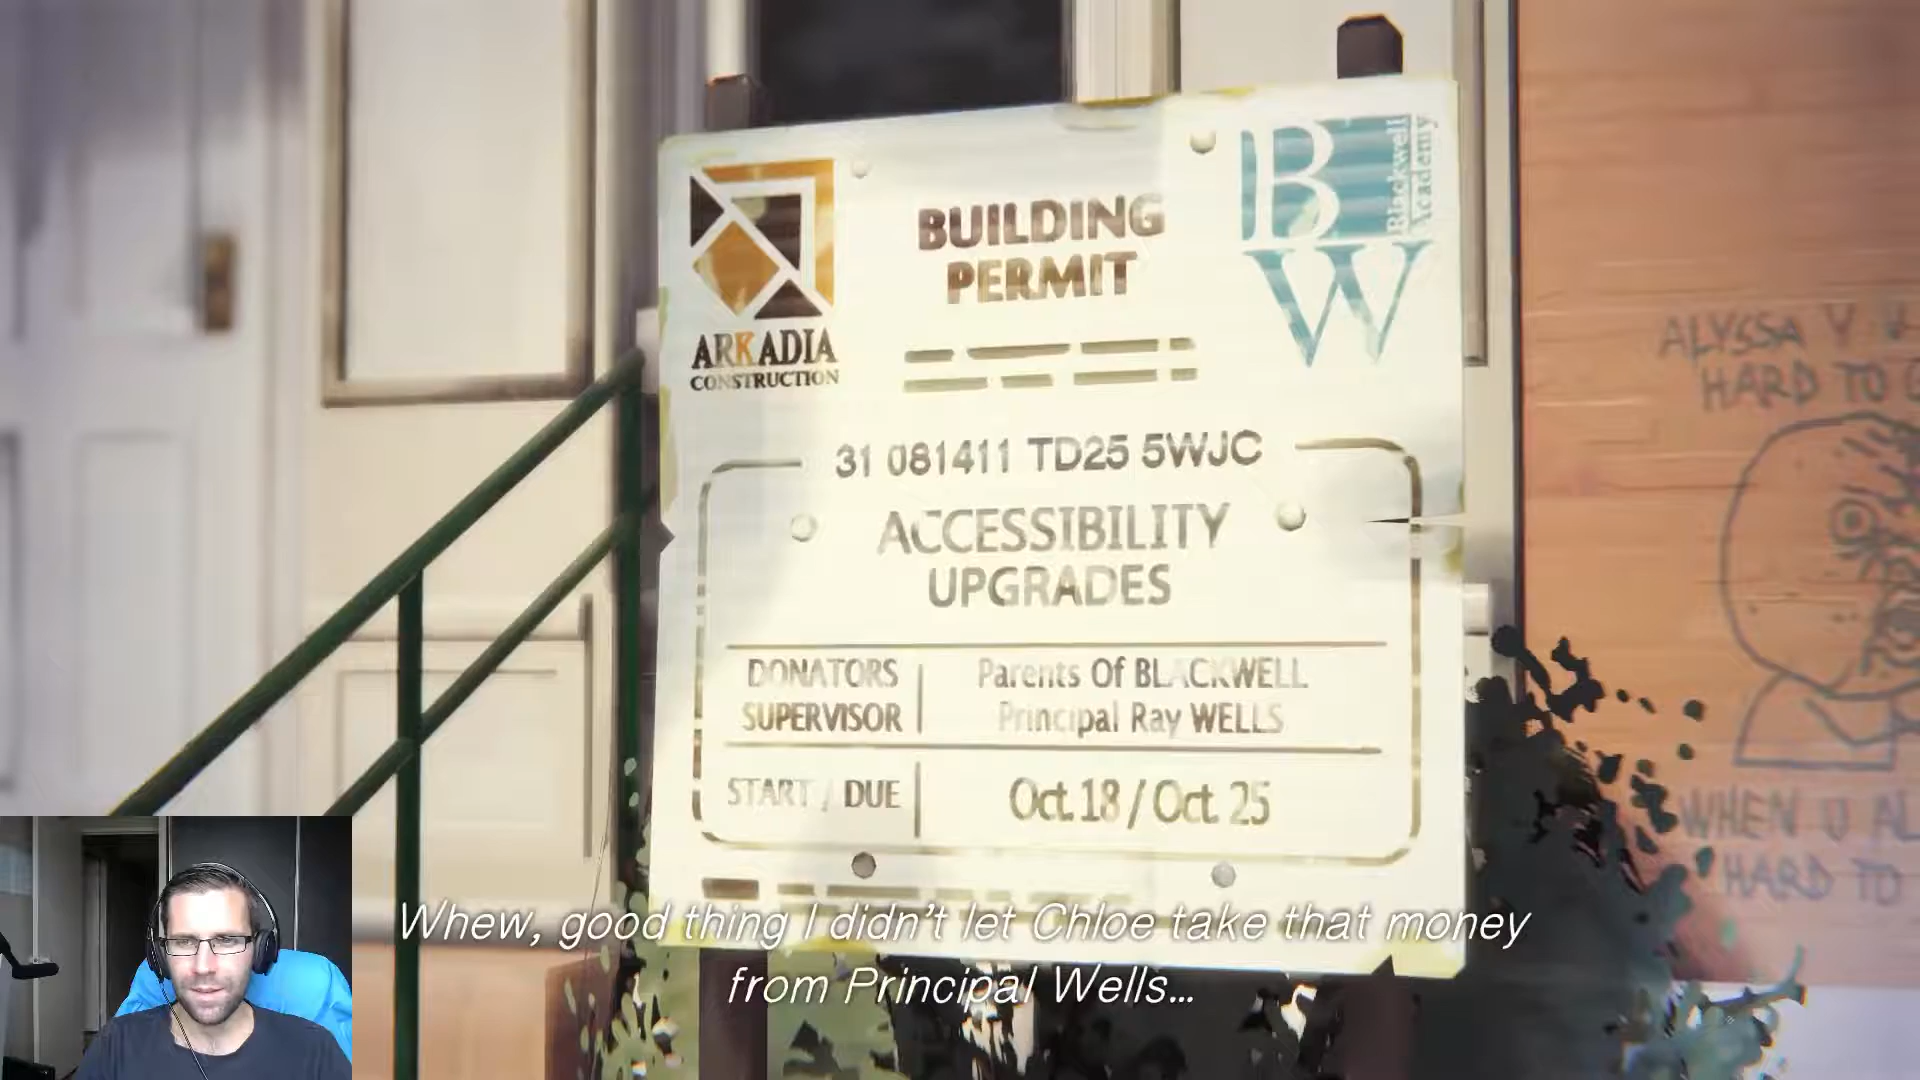 BUILDING
PERMIT
ARKADIA
CONSTRUCTION
BW
Blackwell
Academy
31 081411 TD25 5WJC
ACCESSIBILITY
UPGRADES
DONATORS Parents Of BLACKWELL
SUPERVISOR Principal Ray WELLS
START / DUE Oct. 18 / Oct. 25
ALYSSA Y U
HARD TO
WHEN U AL
HARD TO
Whew, good thing I didn't let Chloe take that money
from Principal Wells...